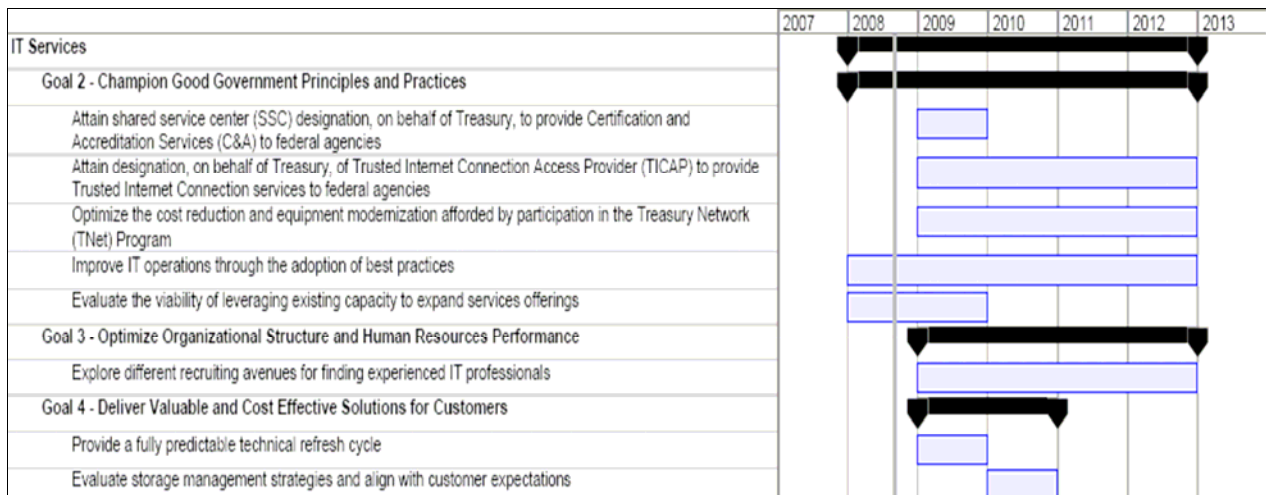 2007 2008 2009 2010 2011 2012 2013
IT Services
Goal 2 - Champion Good Government Principles and Practices
Attain shared service center (SSC) designation, on behalf of Treasury, to provide Certification and
Accreditation Services (C&A) to federal agencies
Attain designation, on behalf of Treasury, of Trusted Internet Connection Access Provider (TICAP) to provide
Trusted Internet Connection services to federal agencies
Optimize the cost reduction and equipment modernization afforded by participation in the Treasury Network
(TNet) Program
Improve IT operations through the adoption of best practices
Evaluate the viability of leveraging existing capacity to expand services offerings
Goal 3 - Optimize Organizational Structure and Human Resources Performance
Explore different recruiting avenues for finding experienced IT professionals
Goal 4 - Deliver Valuable and Cost Effective Solutions for Customers
Provide a fully predictable technical refresh cycle
Evaluate storage management strategies and align with customer expectations